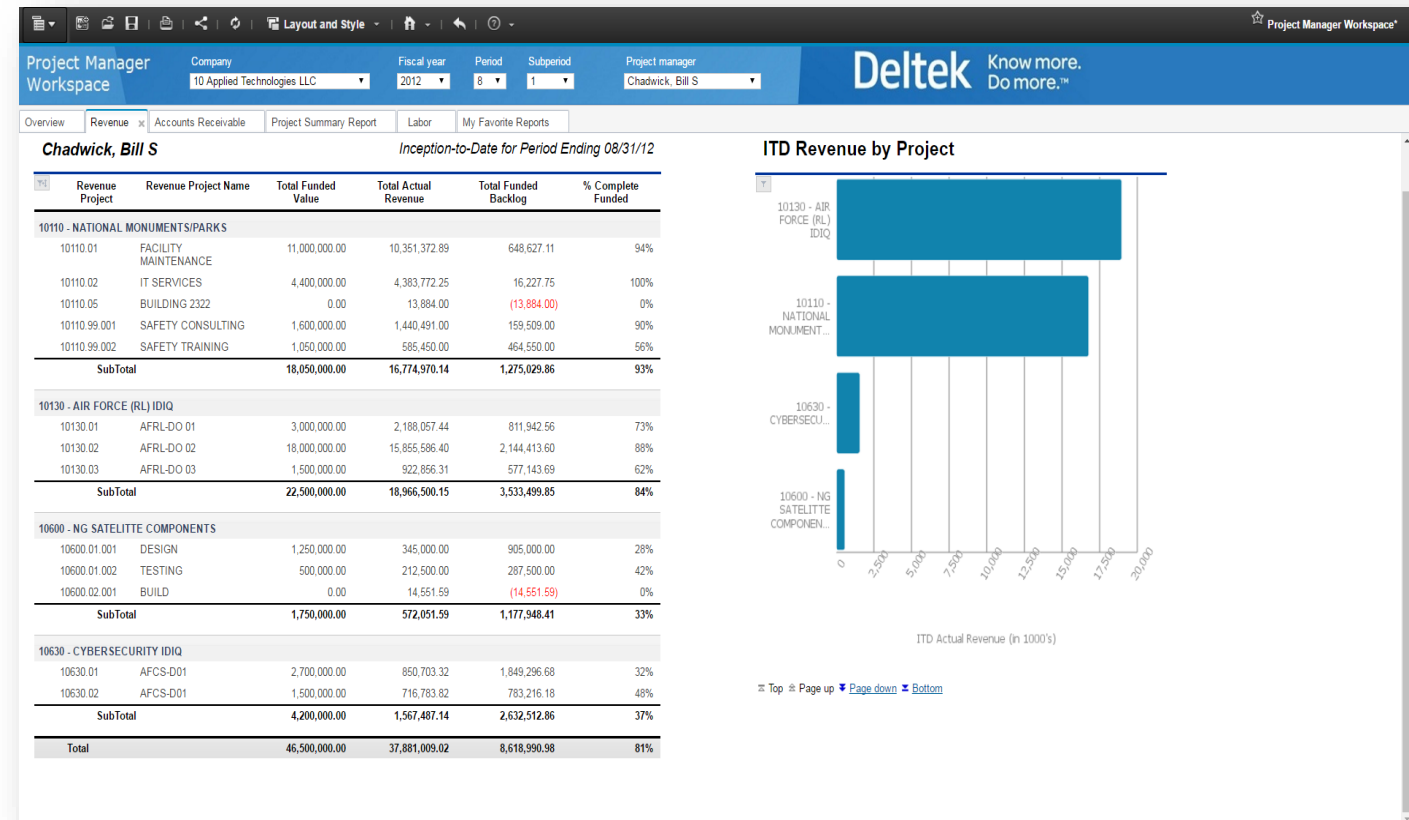 Layout and Style
Project Manager Workspace*
Project Manager
Workspace
Company
10 Applied Technologies LLC
Fiscal year
2012
Period
8
Subperiod
1
Project manager
Chadwick, Bill S
Deltek
Know more.
Do more.™
Overview Revenue x Accounts Receivable Project Summary Report Labor My Favorite Reports
Chadwick, Bill S Inception-to-Date for Period Ending 08/31/12
Revenue Project Revenue Project Name Total Funded Value Total Actual Revenue Total Funded Backlog % Complete Funded
10110 - NATIONAL MONUMENTS/PARKS
10110.01 FACILITY MAINTENANCE 11,000,000.00 10,351,372.89 648,627.11 94%
10110.02 IT SERVICES 4,400,000.00 4,383,772.25 16,227.75 100%
10110.05 BUILDING 2322 0.00 13,884.00 (13,884.00) 0%
10110.99.001 SAFETY CONSULTING 1,600,000.00 1,440,491.00 159,509.00 90%
10110.99.002 SAFETY TRAINING 1,050,000.00 585,450.00 464,550.00 56%
SubTotal 18,050,000.00 16,774,970.14 1,275,029.86 93%
10130 - AIR FORCE (RL) IDIQ
10130.01 AFRL-DO 01 3,000,000.00 2,188,057.44 811,942.56 73%
10130.02 AFRL-DO 02 18,000,000.00 15,855,586.40 2,144,413.60 88%
10130.03 AFRL-DO 03 1,500,000.00 922,856.31 577,143.69 62%
SubTotal 22,500,000.00 18,966,500.15 3,533,499.85 84%
10600 - NG SATELITTE COMPONENTS
10600.01.001 DESIGN 1,250,000.00 345,000.00 905,000.00 28%
10600.01.002 TESTING 500,000.00 212,500.00 287,500.00 42%
10600.02.001 BUILD 0.00 14,551.59 (14,551.59) 0%
SubTotal 1,750,000.00 572,051.59 1,177,948.41 33%
10630 - CYBERSECURITY IDIQ
10630.01 AFCS-D01 2,700,000.00 850,703.32 1,849,296.68 32%
10630.02 AFCS-D01 1,500,000.00 716,783.82 783,216.18 48%
SubTotal 4,200,000.00 1,567,487.14 2,632,512.86 37%
Total 46,500,000.00 37,881,009.02 8,618,990.98 81%
ITD Revenue by Project
10130 - AIR
FORCE (RL)
IDIQ
10110 -
NATIONAL
MONUMENT...
10630 -
CYBERSECU...
10600 - NG
SATELITTE
COMPONEN...
0 2,500 5,000 7,500 10,000 12,500 15,000 17,500 20,000
ITD Actual Revenue (in 1000's)
Top Page up Page down Bottom